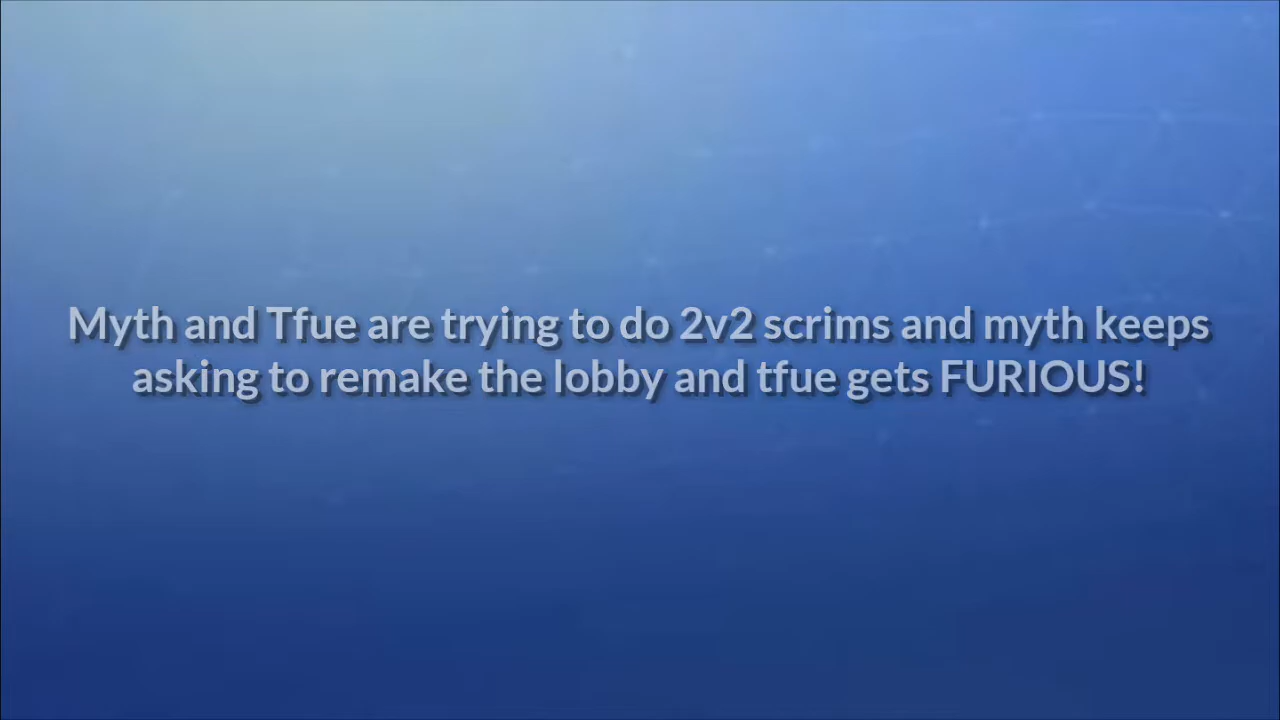 Myth and Tfue are trying to do 2v2 scrims and myth keeps
asking to remake the lobby and tfue gets FURIOUS!